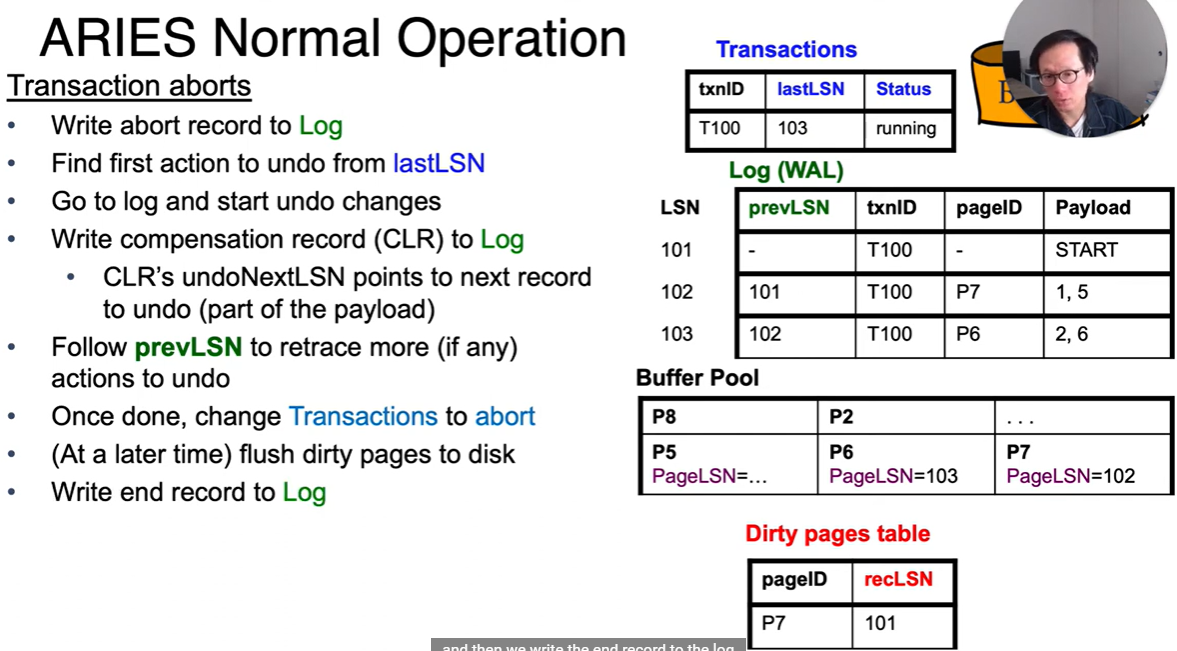 ARIES Normal Operation
Transaction aborts
• Write abort record to Log
• Find first action to undo from lastLSN
• Go to log and start undo changes
• Write compensation record (CLR) to Log
• CLR's undoNextLSN points to next record
to undo (part of the payload)
• Follow prevLSN to retrace more (if any)
actions to undo
• Once done, change Transactions to abort
• (At a later time) flush dirty pages to disk
• Write end record to Log
Transactions
txnID lastLSN Status
T100 103 running
Log (WAL)
LSN prevLSN txnID pageID Payload
101 - T100 - START
102 101 T100 P7 1, 5
103 102 T100 P6 2, 6
Buffer Pool
P8 P2 ...
P5 P6 P7
PageLSN=... PageLSN=103 PageLSN=102
Dirty pages table
pageID recLSN
P7 101
and then we write the end record to the log